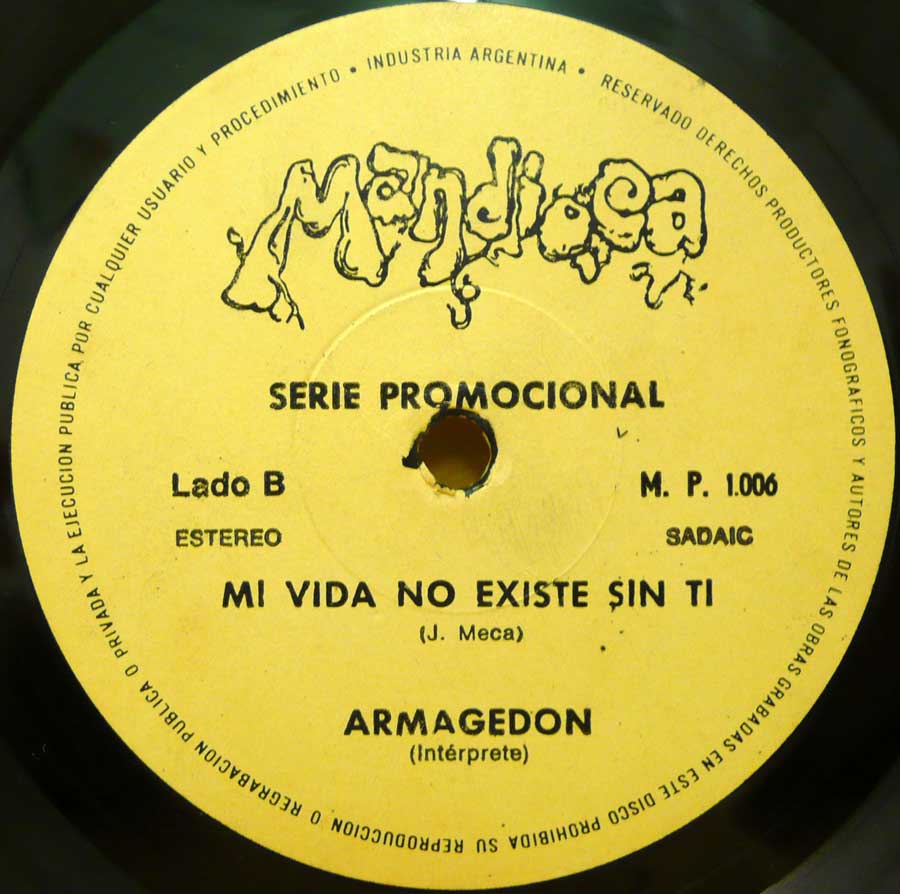 • INDUSTRIA ARGENTINA •
RESERVADO DERECHOS PRODUCTORES FONOGRAFICOS Y AUTORES DE LAS OBRAS GRABADAS EN ESTE DISCO PROHIBIDA SU REPRODUCCION O REGRABACION PUBLICA O PRIVADA Y LA EJECUCION PUBLICA POR CUALQUIER USUARIO Y PROCEDIMIENTO
Mandioca
SERIE PROMOCIONAL
Lado B M. P. 1.006
ESTEREO SADAIC
MI VIDA NO EXISTE SIN TI
(J. Meca)
ARMAGEDON
(Intérprete)